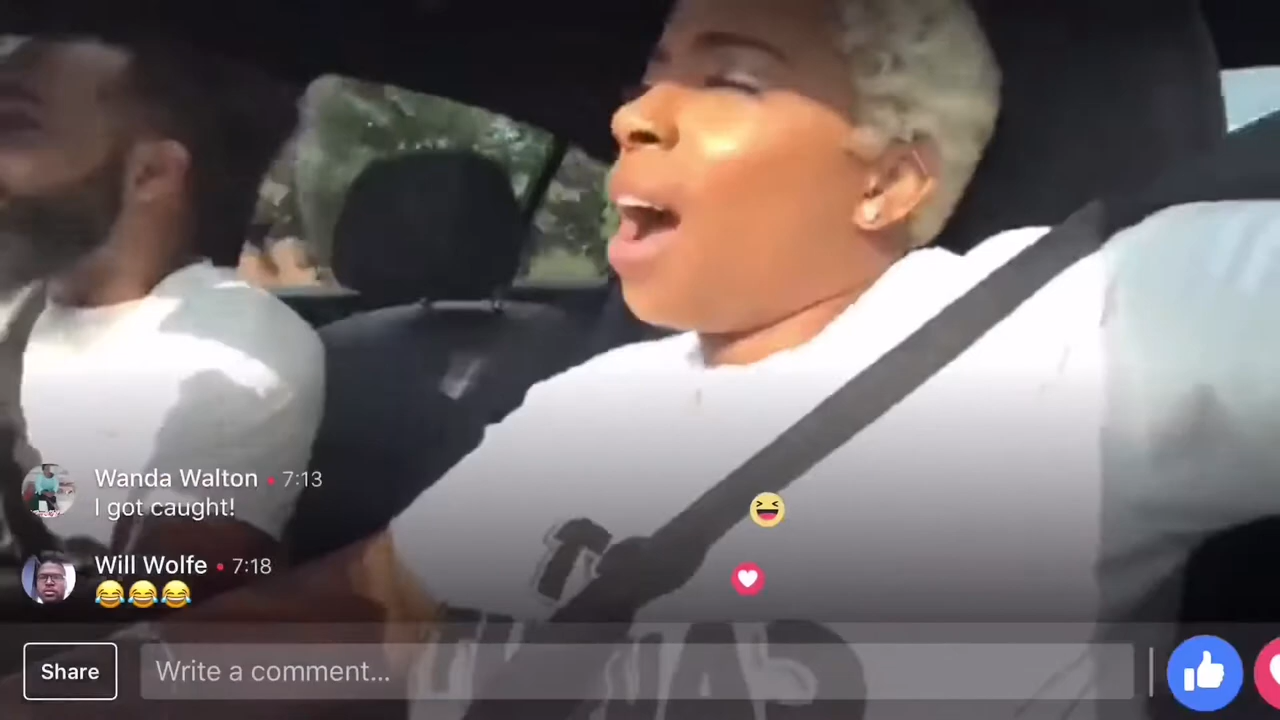 Wanda Walton • 7:13
I got caught!
Will Wolfe • 7:18
😂😂😂
Share
Write a comment...